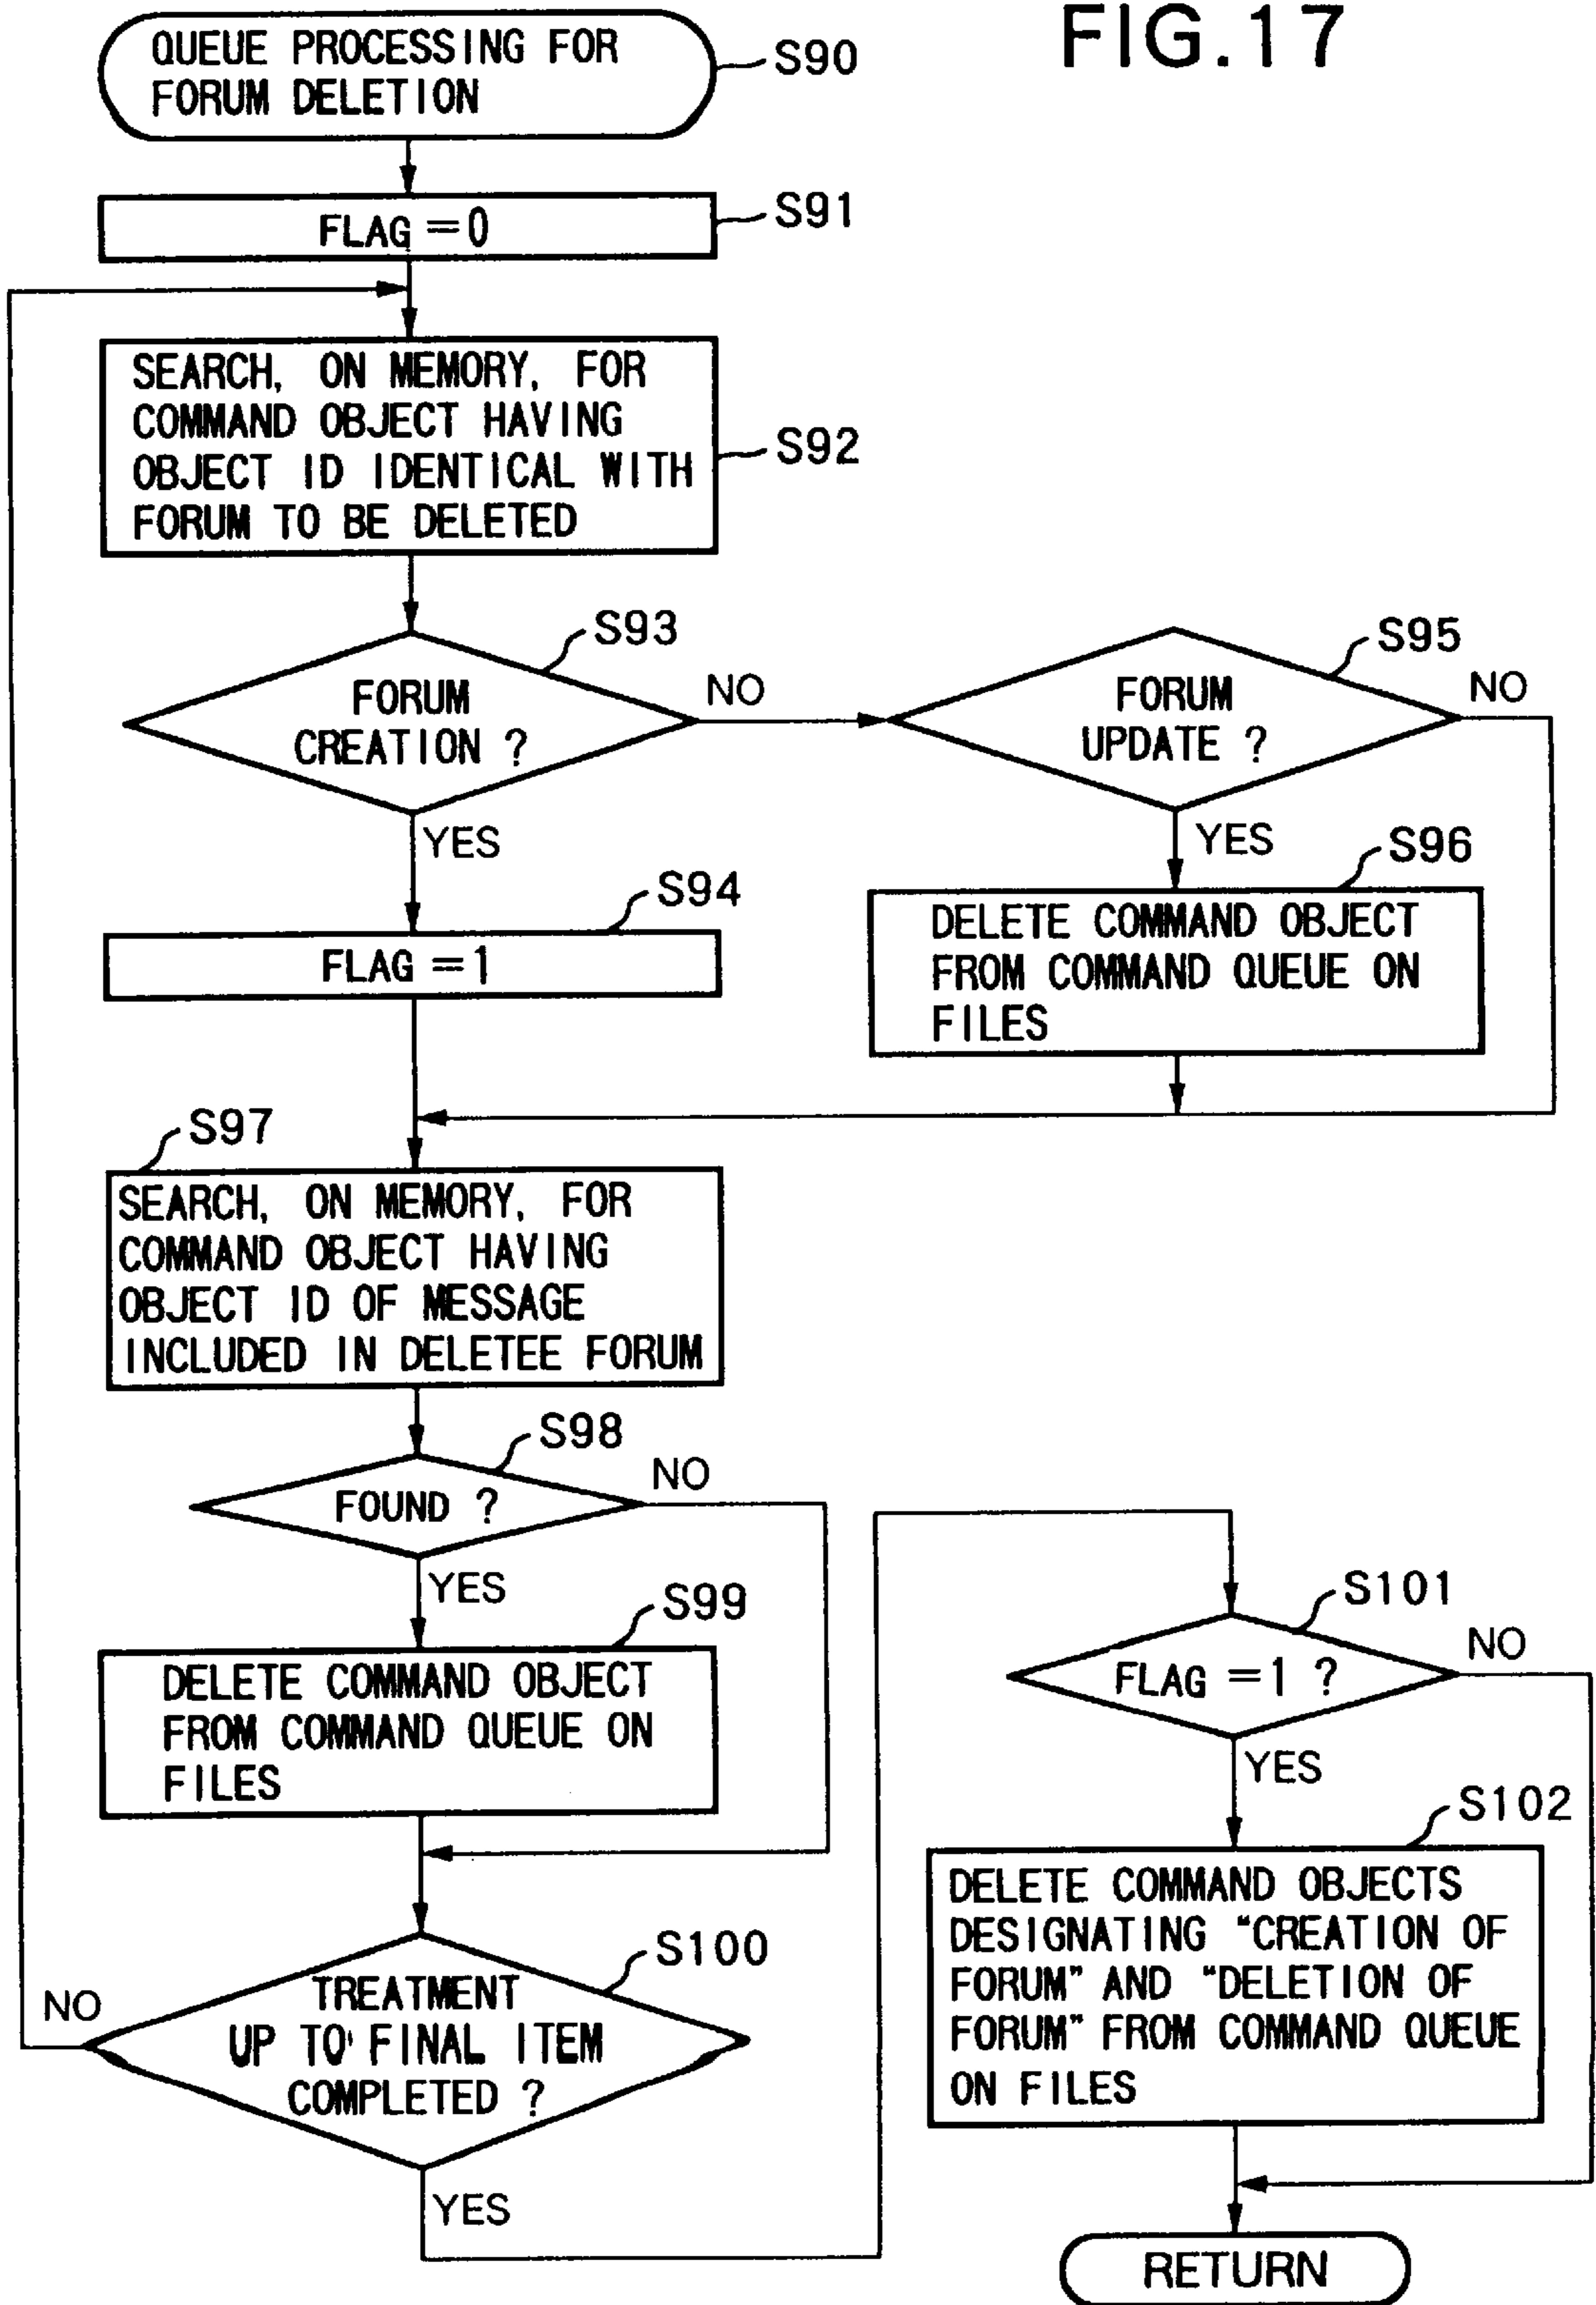 FIG.17
QUEUE PROCESSING FOR
FORUM DELETION
S90
FLAG =0
S91
SEARCH, ON MEMORY, FOR
COMMAND OBJECT HAVING
OBJECT ID IDENTICAL WITH
FORUM TO BE DELETED
S92
S93
FORUM
CREATION ?
NO
YES
S95
FORUM
UPDATE ?
NO
YES
S94
FLAG =1
S96
DELETE COMMAND OBJECT
FROM COMMAND QUEUE ON
FILES
S97
SEARCH, ON MEMORY, FOR
COMMAND OBJECT HAVING
OBJECT ID OF MESSAGE
INCLUDED IN DELETEE FORUM
S98
FOUND ?
NO
YES
S99
DELETE COMMAND OBJECT
FROM COMMAND QUEUE ON
FILES
S100
TREATMENT
UP TO FINAL ITEM
COMPLETED ?
NO
YES
S101
FLAG =1 ?
NO
YES
S102
DELETE COMMAND OBJECTS
DESIGNATING "CREATION OF
FORUM" AND "DELETION OF
FORUM" FROM COMMAND QUEUE
ON FILES
RETURN